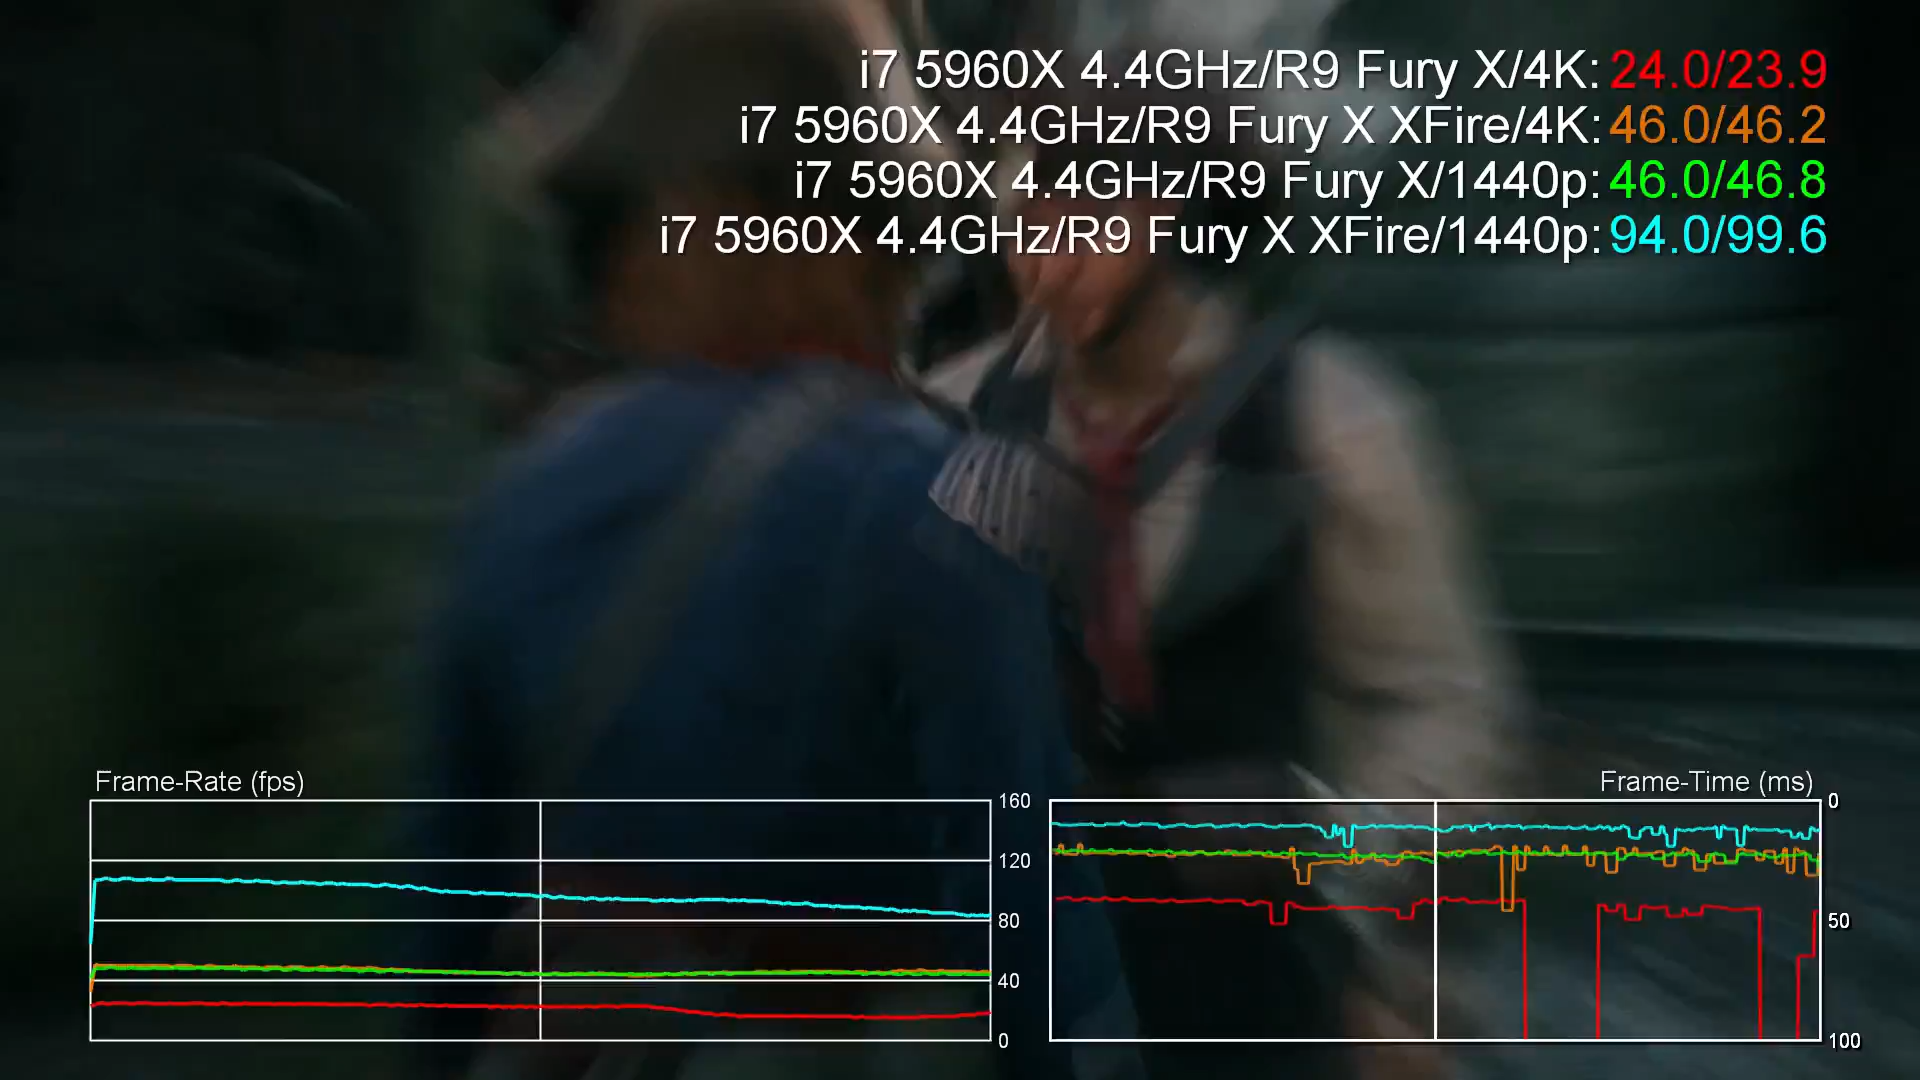 i7 5960X 4.4GHz/R9 Fury X/4K: 24.0/23.9
i7 5960X 4.4GHz/R9 Fury X XFire/4K: 46.0/46.2
i7 5960X 4.4GHz/R9 Fury X/1440p: 46.0/46.8
i7 5960X 4.4GHz/R9 Fury X XFire/1440p: 94.0/99.6
Frame-Rate (fps)
160
120
80
40
0
Frame-Time (ms)
0
50
100